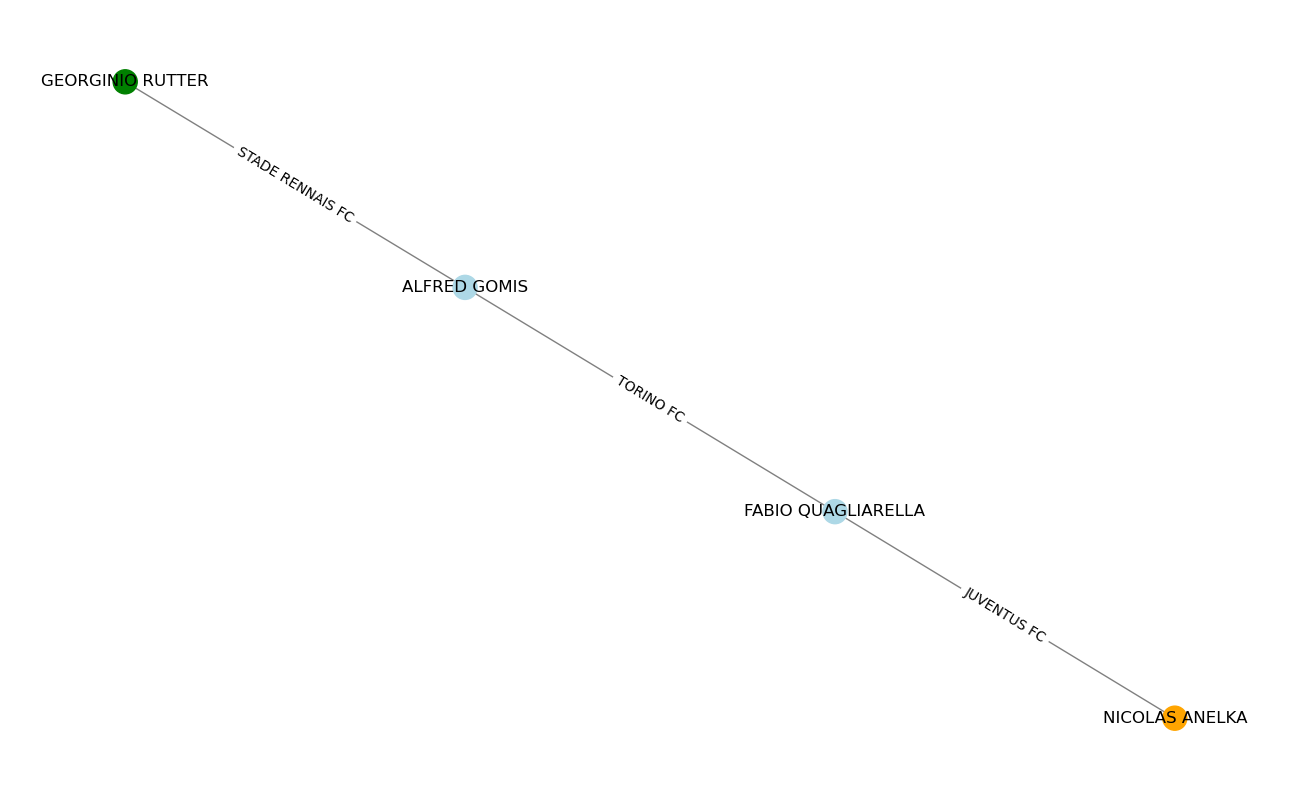 GEORGINIO RUTTER
STADE RENNAIS FC
ALFRED GOMIS
TORINO FC
FABIO QUAGLIARELLA
JUVENTUS FC
NICOLAS ANELKA